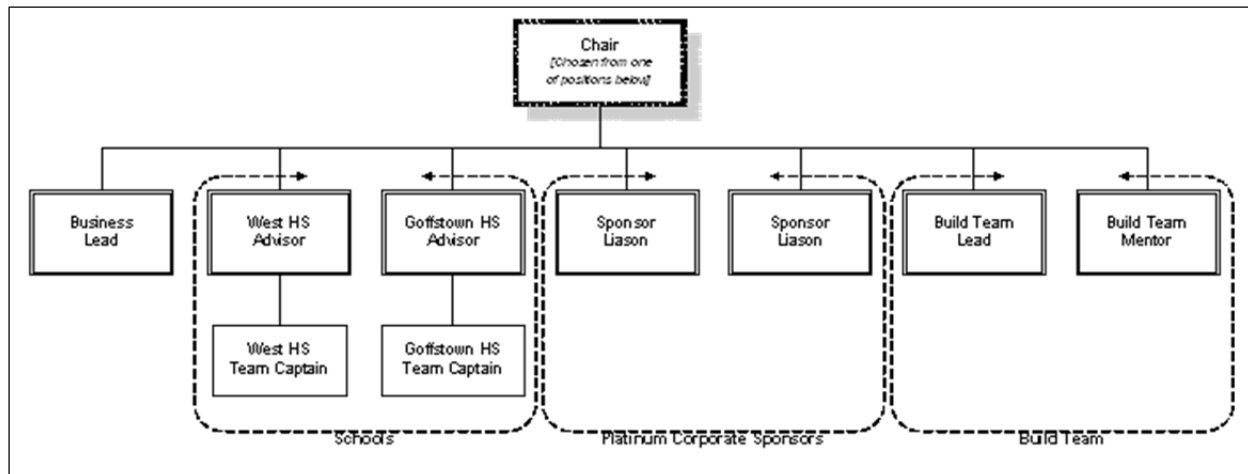 Chair
[Chosen from one
of positions below]
Business
Lead
West HS
Advisor
Goffstown HS
Advisor
Sponsor
Liason
Sponsor
Liason
Build Team
Lead
Build Team
Mentor
West HS
Team Captain
Goffstown HS
Team Captain
Schools
Platinum Corporate Sponsors
Build Team